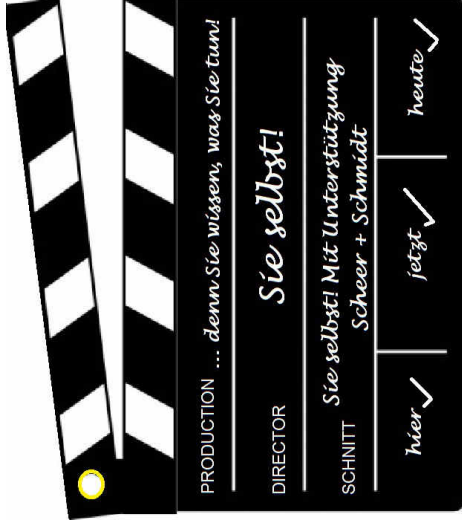 PRODUCTION ... denn Sie wissen, was Sie tun!
DIRECTOR Sie selbst!
SCHNITT Sie selbst! Mit Unterstützung
Scheer + Schmidt
hier ✓ jetzt ✓ heute ✓